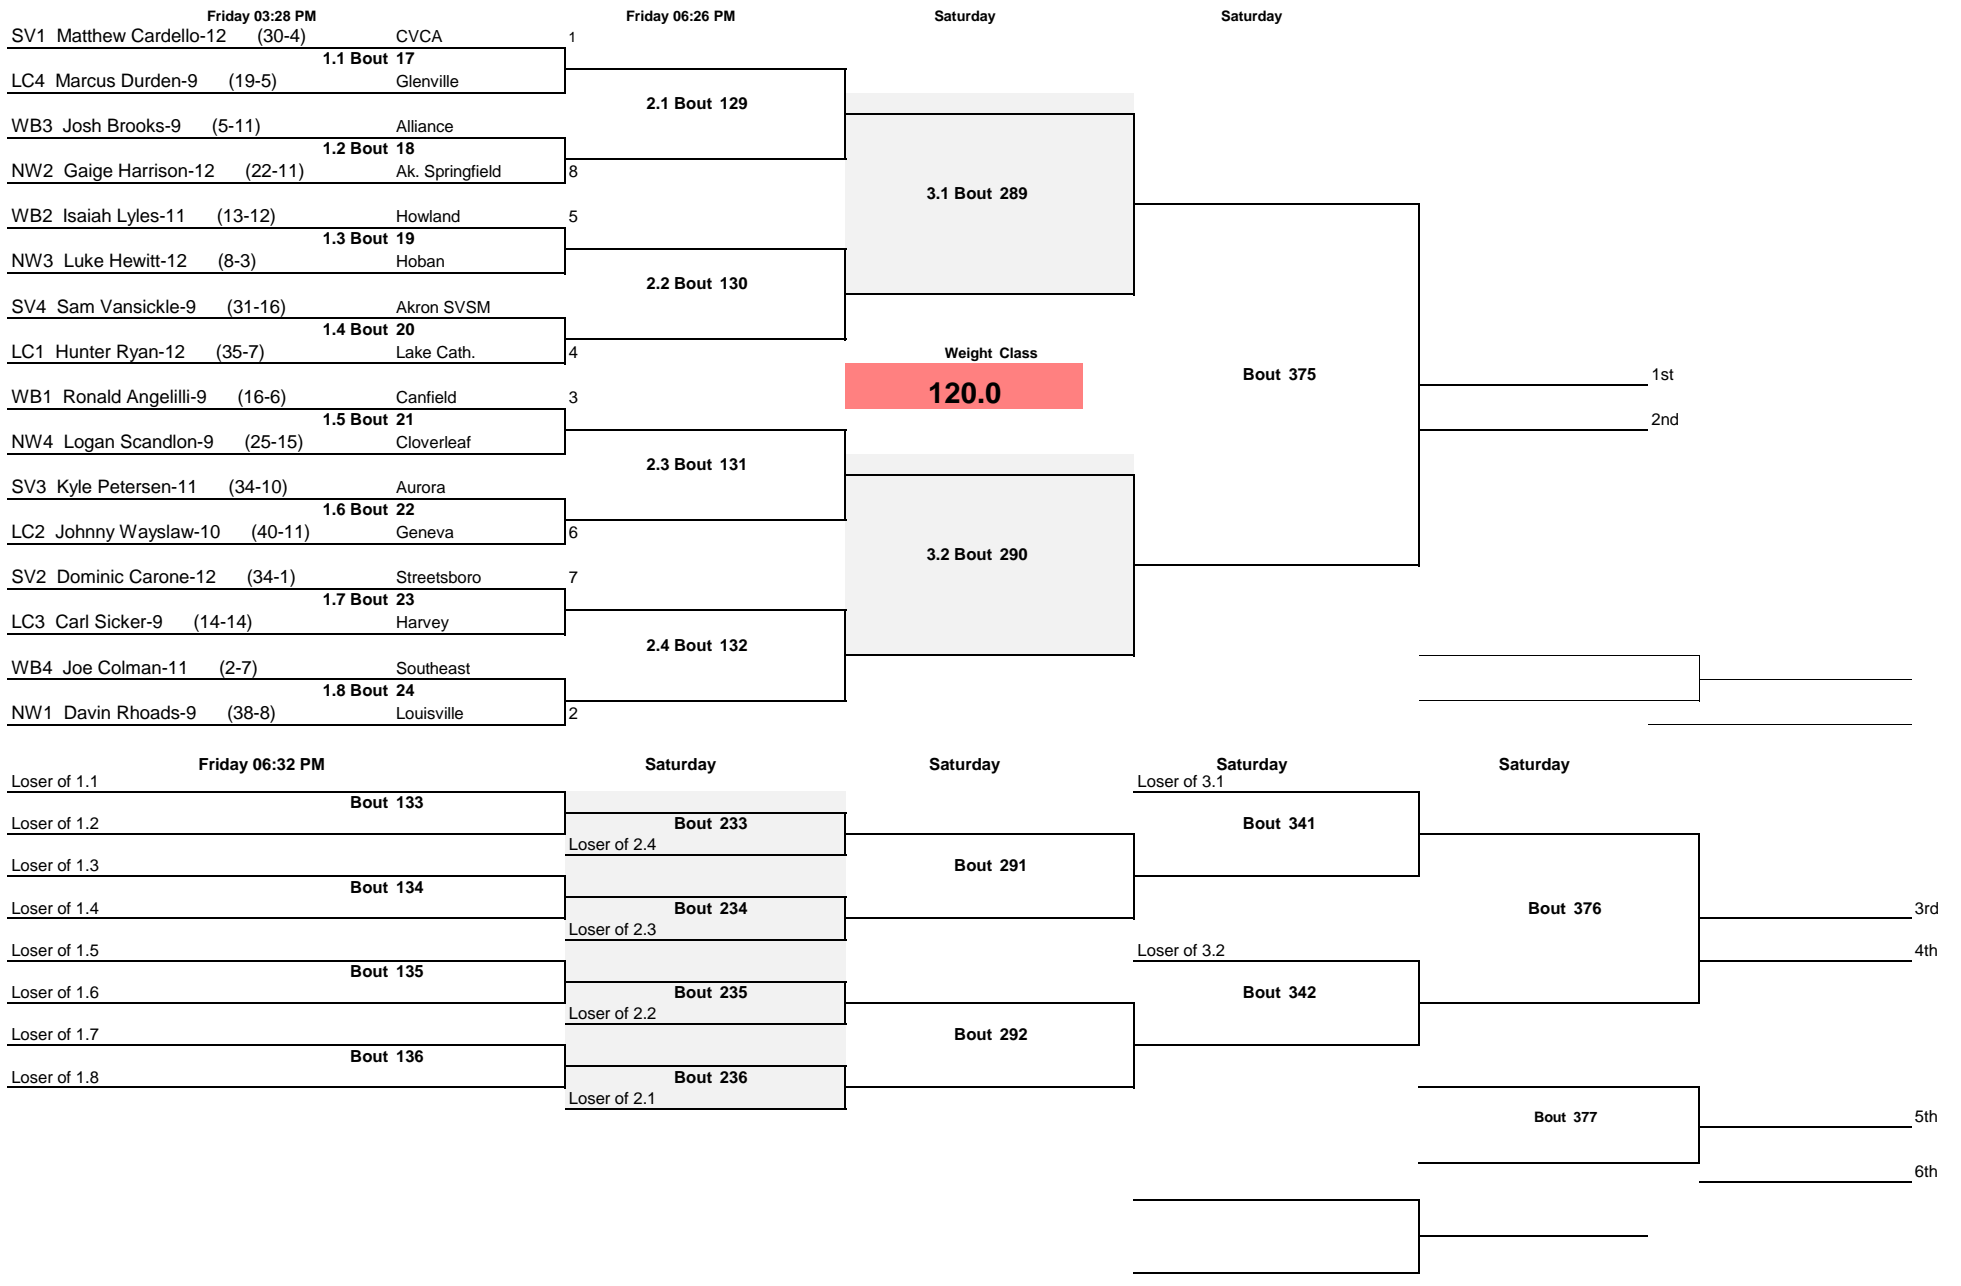 Friday 03:28 PM Friday 06:26 PM Saturday Saturday
SV1 Matthew Cardello-12 (30-4) CVCA 1
1.1 Bout 17
LC4 Marcus Durden-9 (19-5) Glenville
2.1 Bout 129
WB3 Josh Brooks-9 (5-11) Alliance
1.2 Bout 18
NW2 Gaige Harrison-12 (22-11) Ak. Springfield 8
3.1 Bout 289
WB2 Isaiah Lyles-11 (13-12) Howland 5
1.3 Bout 19
NW3 Luke Hewitt-12 (8-3) Hoban
2.2 Bout 130
SV4 Sam Vansickle-9 (31-16) Akron SVSM
1.4 Bout 20
LC1 Hunter Ryan-12 (35-7) Lake Cath. 4 Weight Class
Bout 375 1st
WB1 Ronald Angelilli-9 (16-6) Canfield 3 120.0
1.5 Bout 21 2nd
NW4 Logan Scandlon-9 (25-15) Cloverleaf
2.3 Bout 131
SV3 Kyle Petersen-11 (34-10) Aurora
1.6 Bout 22
LC2 Johnny Wayslaw-10 (40-11) Geneva 6
3.2 Bout 290
SV2 Dominic Carone-12 (34-1) Streetsboro 7
1.7 Bout 23
LC3 Carl Sicker-9 (14-14) Harvey
2.4 Bout 132
WB4 Joe Colman-11 (2-7) Southeast
1.8 Bout 24
NW1 Davin Rhoads-9 (38-8) Louisville 2
Friday 06:32 PM Saturday Saturday Saturday Saturday
Loser of 1.1 Loser of 3.1
Bout 133
Loser of 1.2 Bout 233 Bout 341
Loser of 2.4
Loser of 1.3 Bout 291
Bout 134
Loser of 1.4 Bout 234 Bout 376 3rd
Loser of 2.3
Loser of 1.5 Loser of 3.2 4th
Bout 135
Loser of 1.6 Bout 235 Bout 342
Loser of 2.2
Loser of 1.7 Bout 292
Bout 136
Loser of 1.8 Bout 236
Loser of 2.1
Bout 377 5th
6th